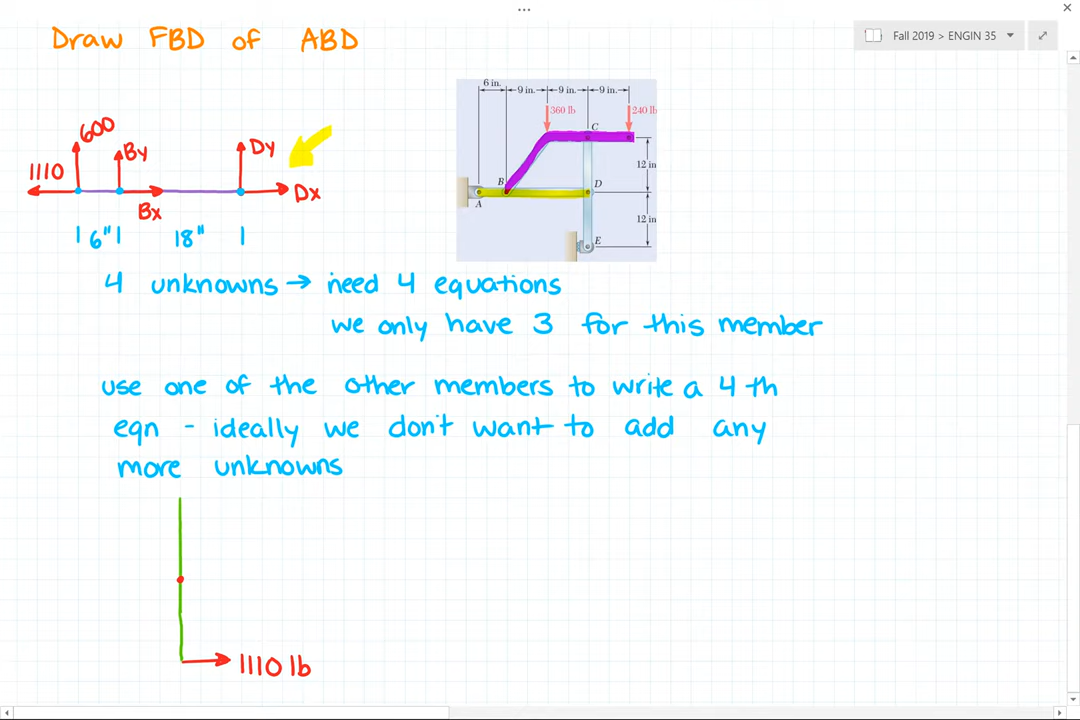 Fall 2019 > ENGIN 35
Draw FBD of ABD
6 in.
9 in. 9 in. 9 in.
360 lb
240 lb
C
12 in
B
D
A
12 in
E
600
By
Dy
1110
Bx
Dx
6" 18"
4 unknowns → need 4 equations
we only have 3 for this member
use one of the other members to write a 4th
eqn - ideally we don't want to add any
more unknowns
1110 lb